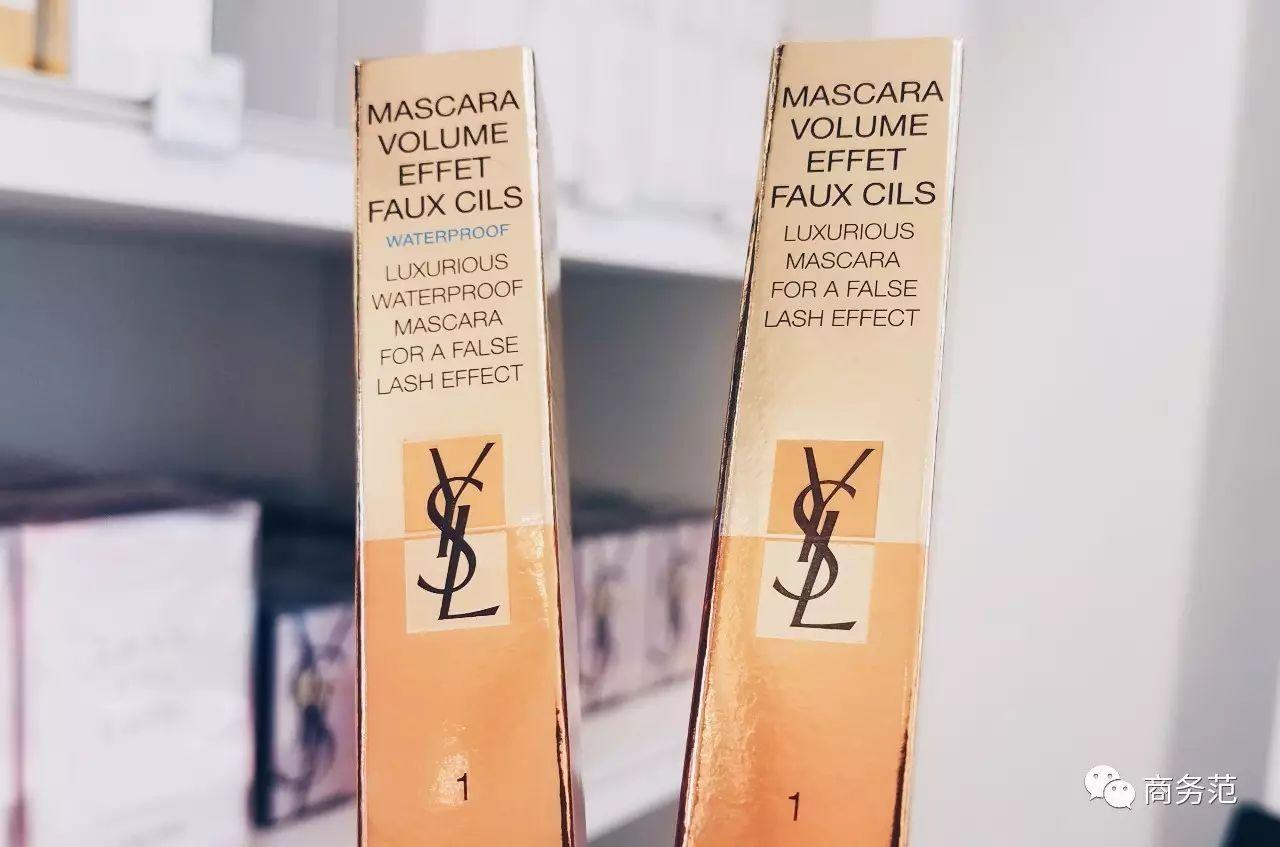 MASCARA
VOLUME
EFFET
FAUX CILS
WATERPROOF
LUXURIOUS
WATERPROOF
MASCARA
FOR A FALSE
LASH EFFECT
YSL
1
MASCARA
VOLUME
EFFET
FAUX CILS
LUXURIOUS
MASCARA
FOR A FALSE
LASH EFFECT
YSL
1
商务范